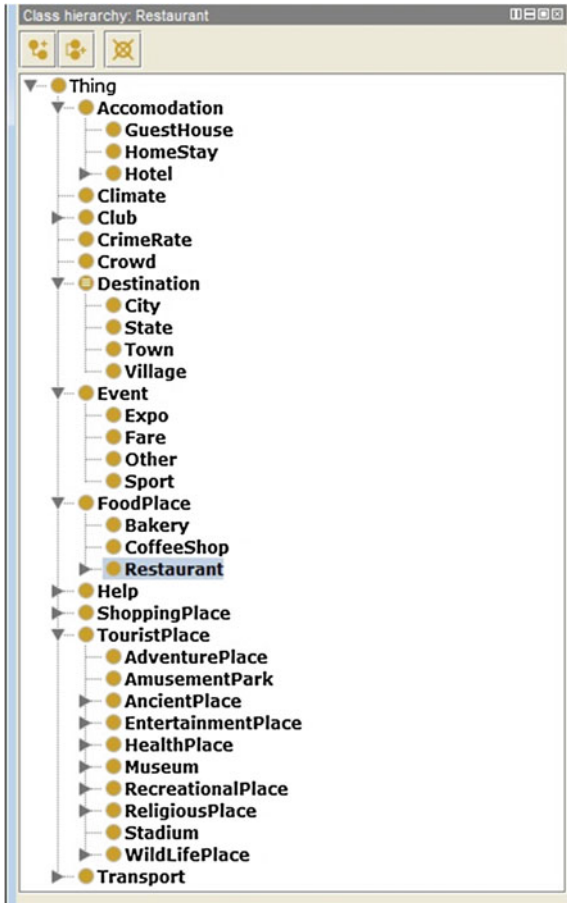 Class hierarchy: Restaurant
Thing
Accomodation
GuestHouse
HomeStay
Hotel
Climate
Club
CrimeRate
Crowd
Destination
City
State
Town
Village
Event
Expo
Fare
Other
Sport
FoodPlace
Bakery
CoffeeShop
Restaurant
Help
ShoppingPlace
TouristPlace
AdventurePlace
AmusementPark
AncientPlace
EntertainmentPlace
HealthPlace
Museum
RecreationalPlace
ReligiousPlace
Stadium
WildLifePlace
Transport